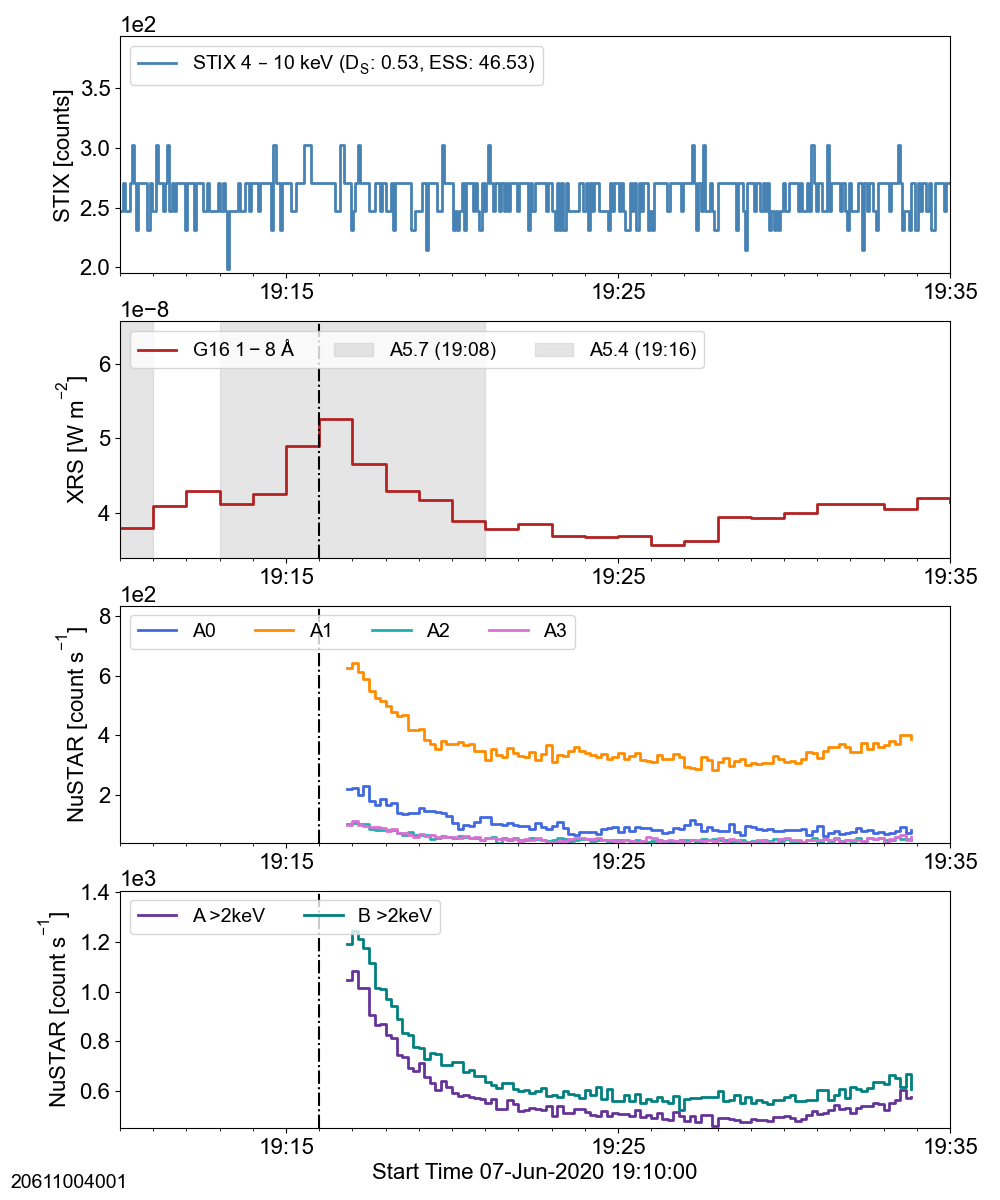 1e2
STIX [counts]
STIX 4 – 10 keV (D_S: 0.53, ESS: 46.53)
3.5
3.0
2.5
2.0
19:15 19:25 19:35
1e−8
XRS [W m⁻²]
G16 1 – 8 Å A5.7 (19:08) A5.4 (19:16)
6
5
4
19:15 19:25 19:35
1e2
NuSTAR [count s⁻¹]
8
A0 A1 A2 A3
6
4
2
19:15 19:25 19:35
1e3
NuSTAR [count s⁻¹]
1.4
A >2keV B >2keV
1.2
1.0
0.8
0.6
19:15 19:25 19:35
Start Time 07-Jun-2020 19:10:00
20611004001